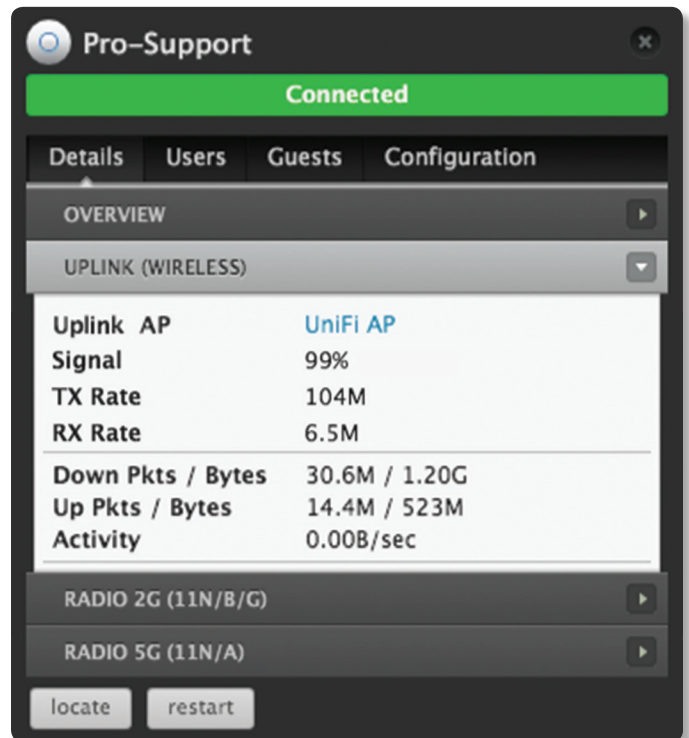 Pro-Support
Connected
Details Users Guests Configuration
OVERVIEW
UPLINK (WIRELESS)
Uplink AP UniFi AP
Signal 99%
TX Rate 104M
RX Rate 6.5M
Down Pkts / Bytes 30.6M / 1.20G
Up Pkts / Bytes 14.4M / 523M
Activity 0.00B/sec
RADIO 2G (11N/B/G)
RADIO 5G (11N/A)
locate restart